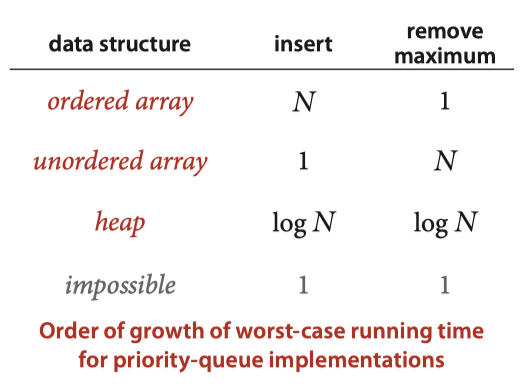 data structure insert remove maximum
ordered array N 1
unordered array 1 N
heap log N log N
impossible 1 1
Order of growth of worst-case running time
for priority-queue implementations